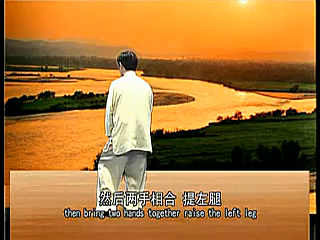 然后两手相合 提左腿
then bring two hands together raise the left leg